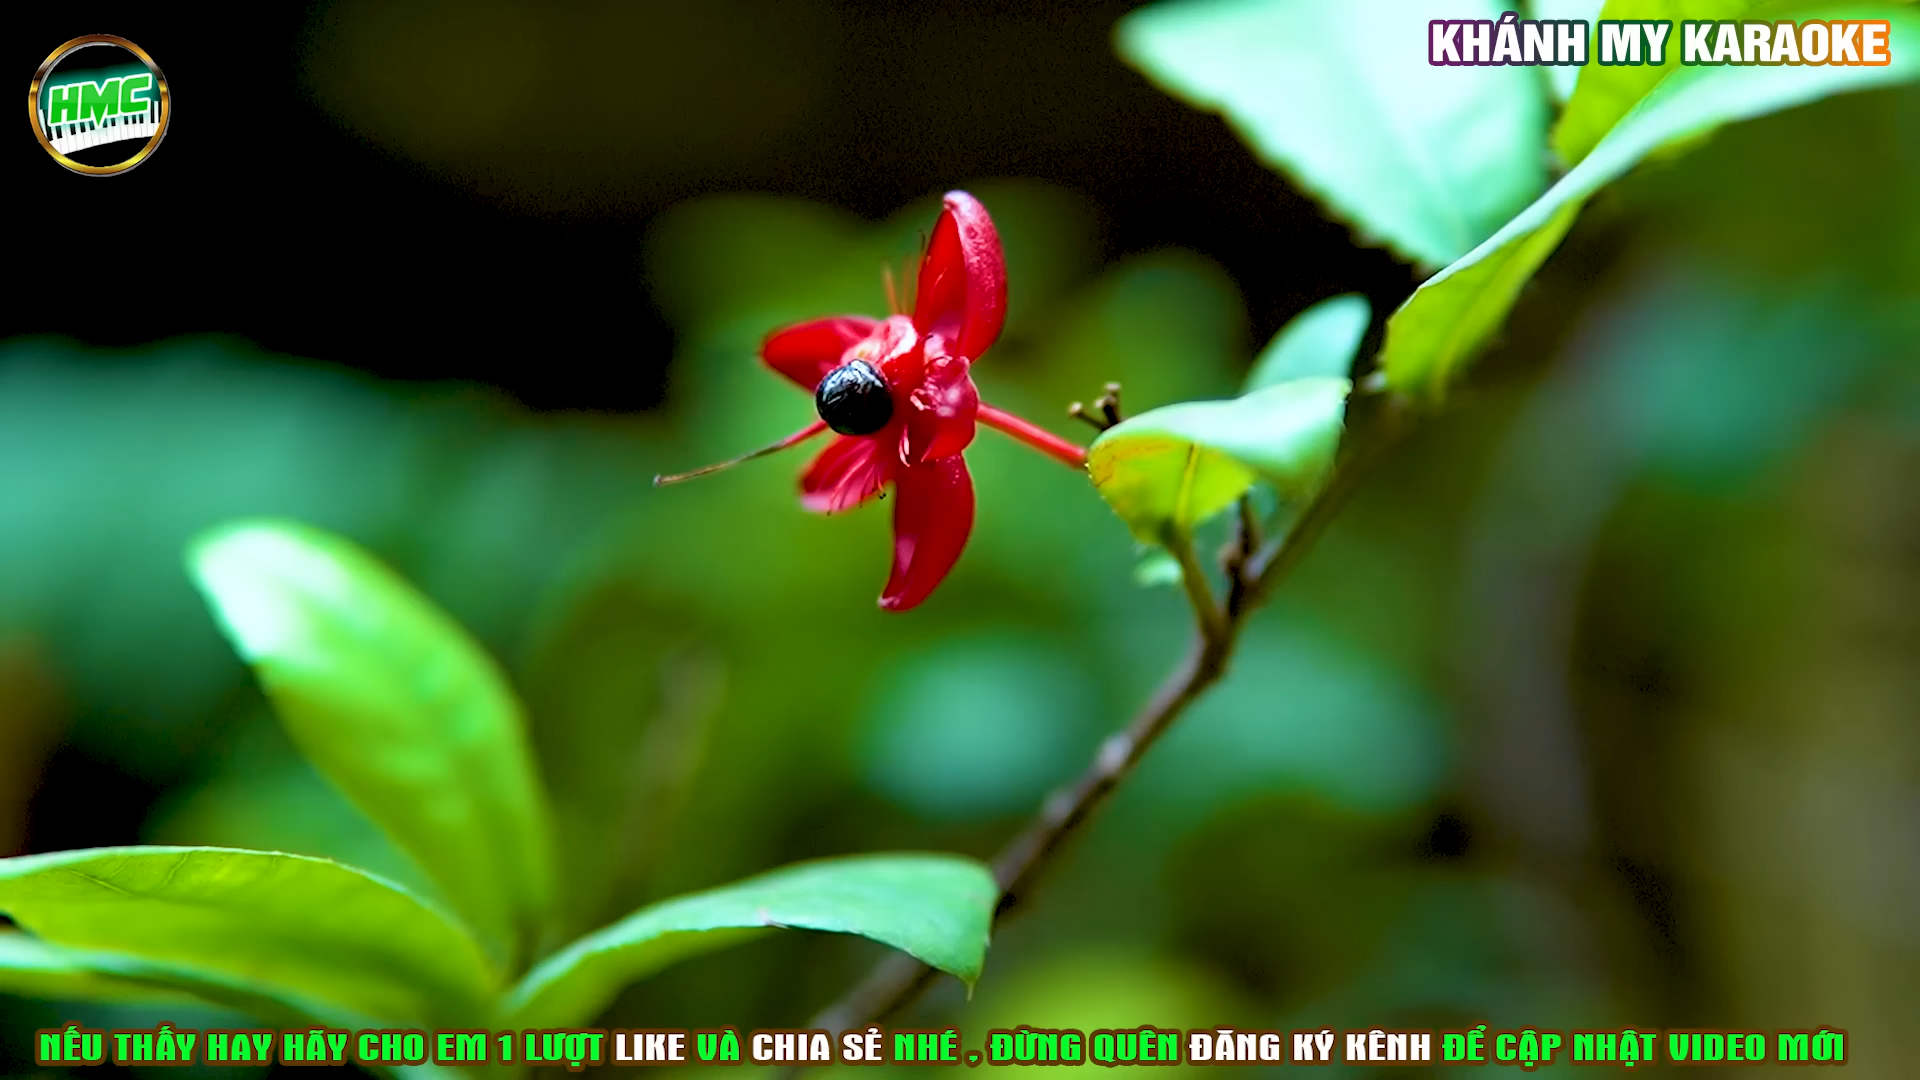 KHÁNH MY KARAOKE
HMC
NẾU THẤY HAY HÃY CHO EM 1 LƯỢT LIKE VÀ CHIA SẺ NHÉ , ĐỪNG QUÊN ĐĂNG KÝ KÊNH ĐỂ CẬP NHẬT VIDEO MỚI